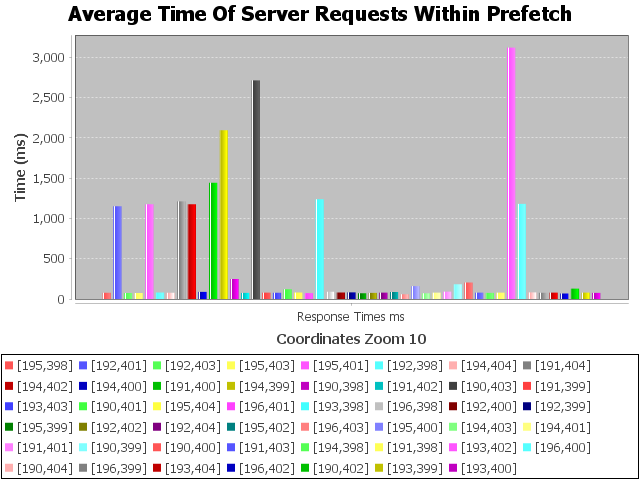 Average Time Of Server Requests Within Prefetch
3,000
2,500
2,000
1,500
1,000
500
0
Time (ms)
Response Times ms
Coordinates Zoom 10
[195,398] [192,401] [192,403] [195,403] [195,401] [192,398] [194,404] [191,404]
[194,402] [194,400] [191,400] [194,399] [190,398] [191,402] [190,403] [191,399]
[193,403] [190,401] [195,404] [196,401] [193,398] [196,398] [192,400] [192,399]
[195,399] [192,402] [192,404] [195,402] [196,403] [195,400] [194,403] [194,401]
[191,401] [190,399] [190,400] [191,403] [194,398] [191,398] [193,402] [196,400]
[190,404] [196,399] [193,404] [196,402] [190,402] [193,399] [193,400]